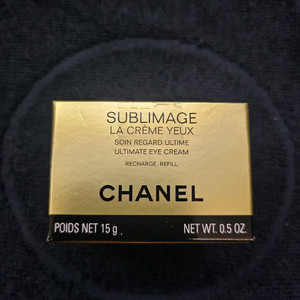 SUBLIMAGE
LA CRÈME YEUX
SOIN REGARD ULTIME
ULTIMATE EYE CREAM
RECHARGE - REFILL
CHANEL
POIDS NET 15 g NET WT. 0.5 OZ.